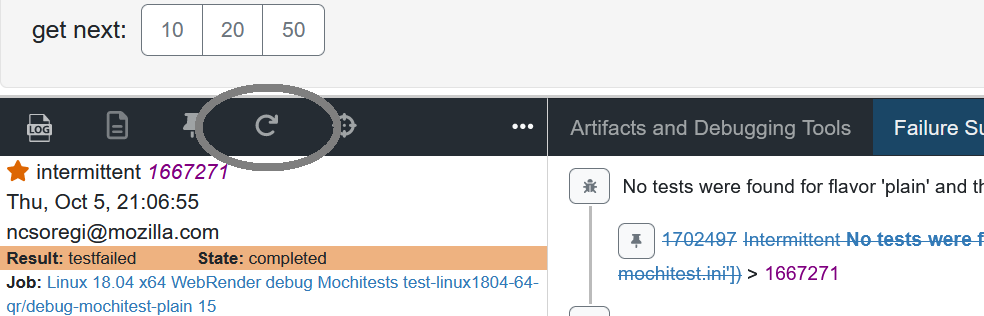 get next: 10 20 50
LOG ••• Artifacts and Debugging Tools Failure Su
intermittent 1667271
Thu, Oct 5, 21:06:55
ncsoregi@mozilla.com
Result: testfailed State: completed
Job: Linux 18.04 x64 WebRender debug Mochitests test-linux1804-64-
qr/debug-mochitest-plain 15
No tests were found for flavor 'plain' and th
1702497 Intermittent No tests were f
mochitest.ini']) > 1667271